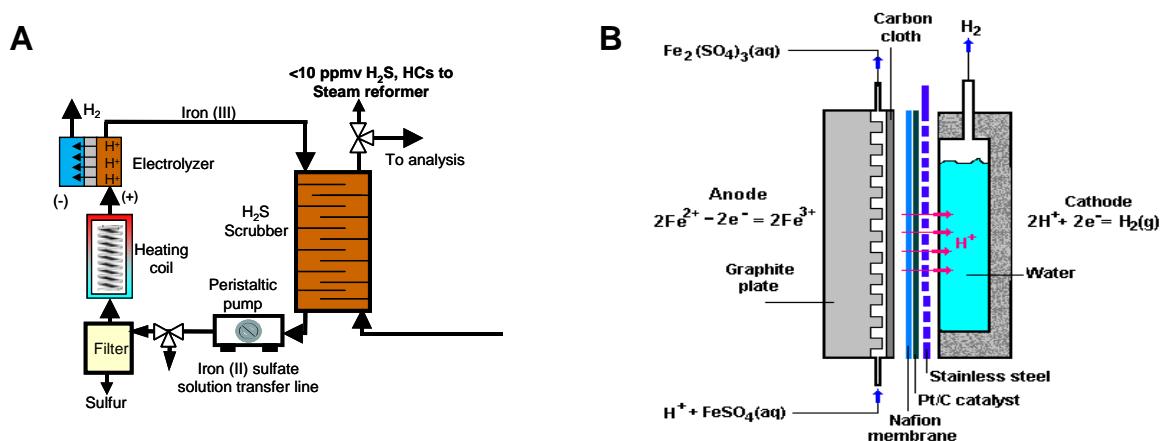 A
<10 ppmv H₂S, HCs to
Steam reformer
H₂
Iron (III)
H⁺
H⁺
H⁺
Electrolyzer
To analysis
(-)
(+)
H₂S
Scrubber
Heating
coil
Peristaltic
pump
Filter
Iron (II) sulfate
solution transfer line
Sulfur
B
Carbon
cloth
H₂
Fe₂(SO₄)₃(aq)
Anode
2Fe²⁺ −2e⁻ = 2Fe³⁺
Cathode
2H⁺+ 2e⁻= H₂(g)
H⁺
Graphite
plate
Water
Stainless steel
Pt/C catalyst
H⁺+ FeSO₄(aq)
Nafion
membrane